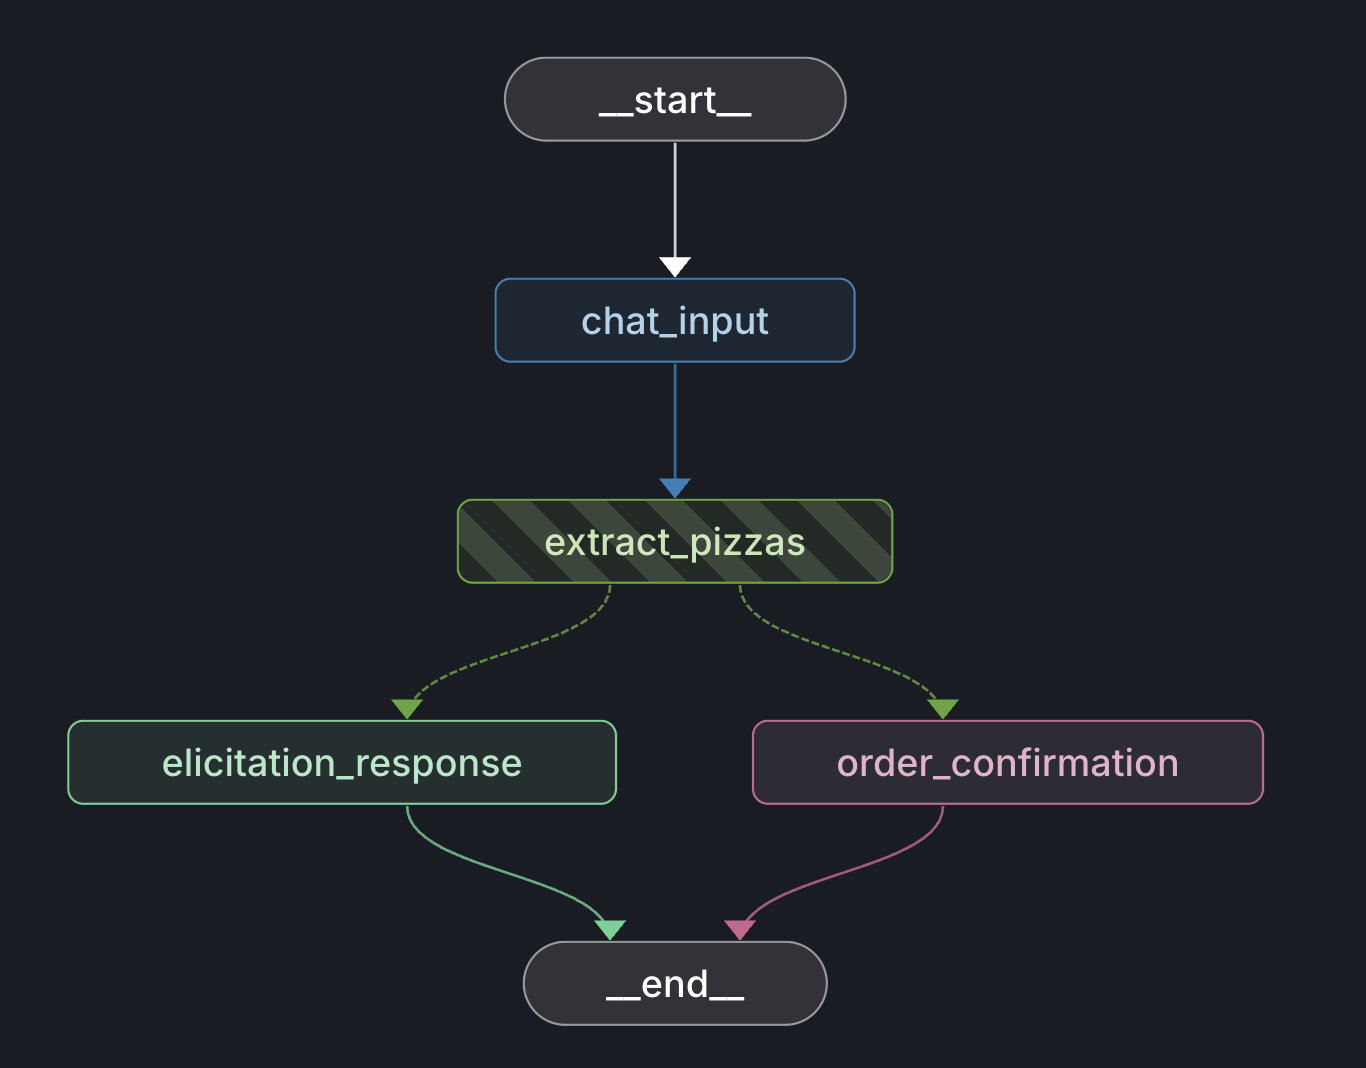 __start__
chat_input
extract_pizzas
elicitation_response
order_confirmation
__end__